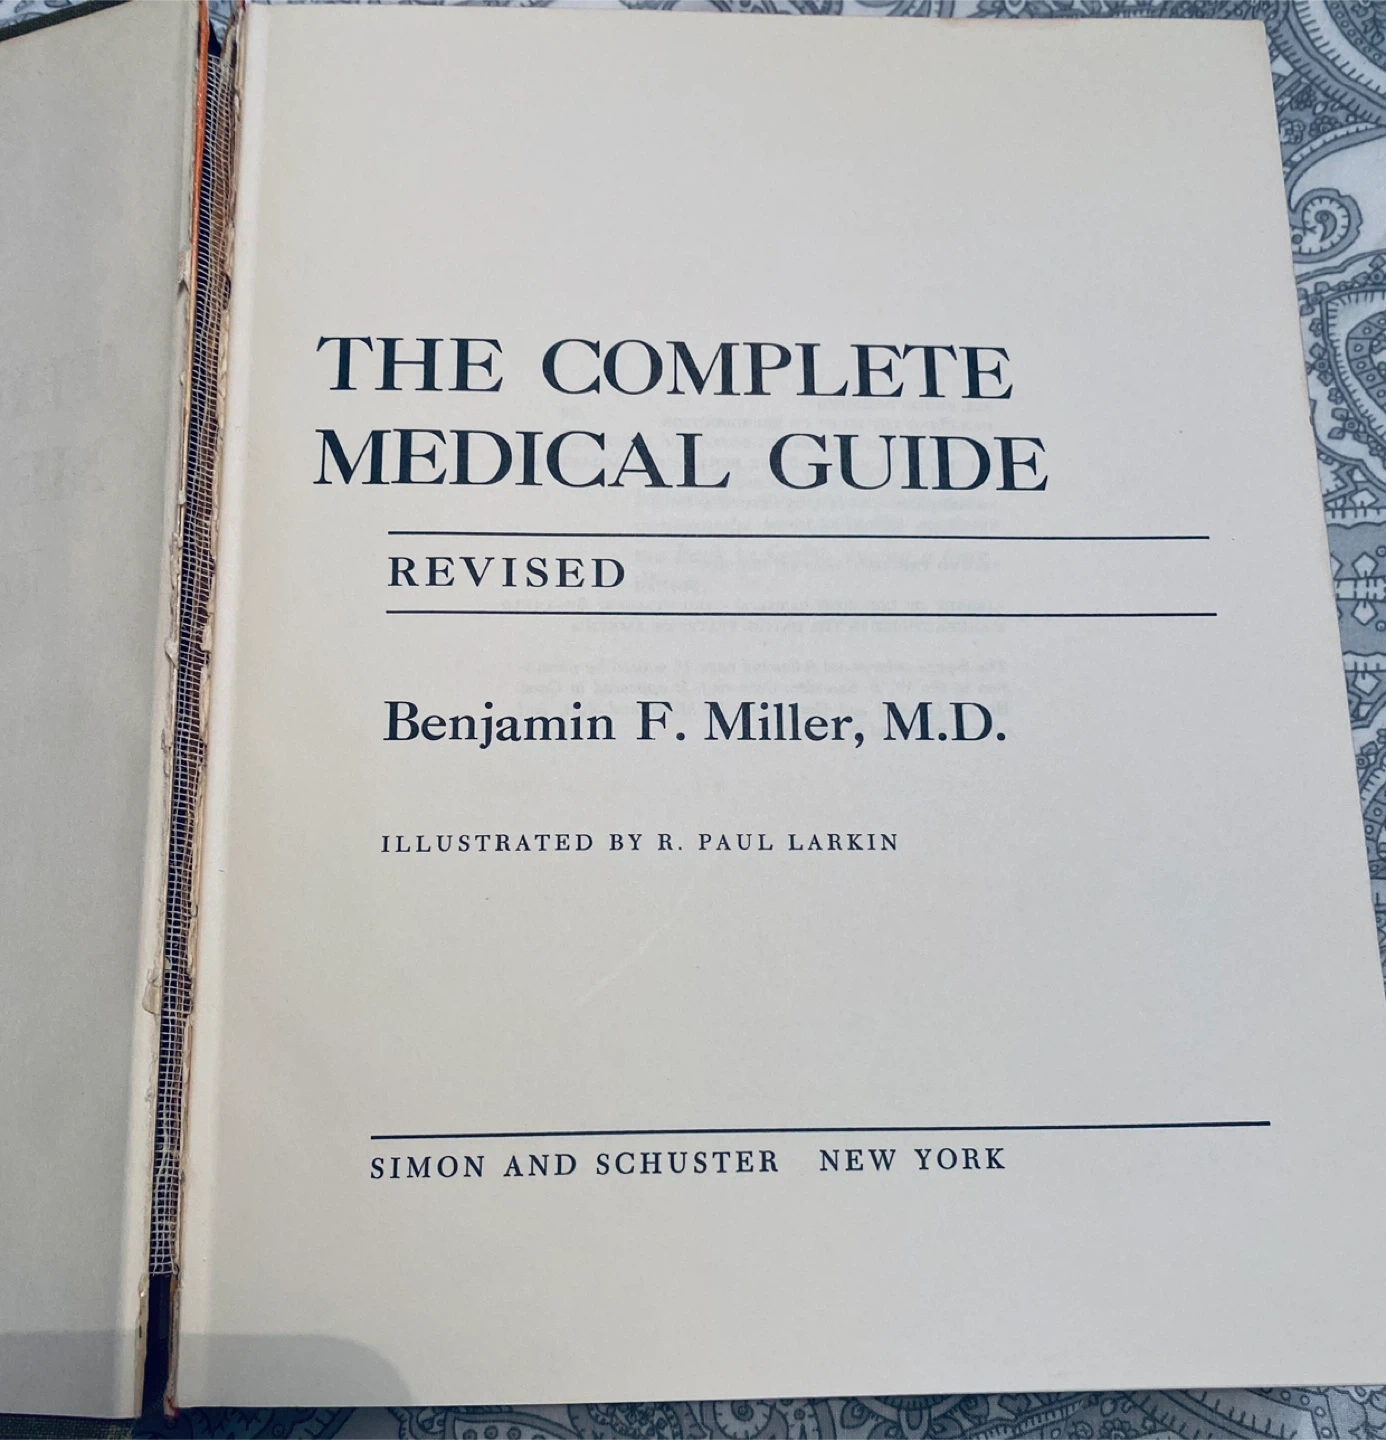 THE COMPLETE
MEDICAL GUIDE
REVISED
Benjamin F. Miller, M.D.
ILLUSTRATED BY R. PAUL LARKIN
SIMON AND SCHUSTER NEW YORK